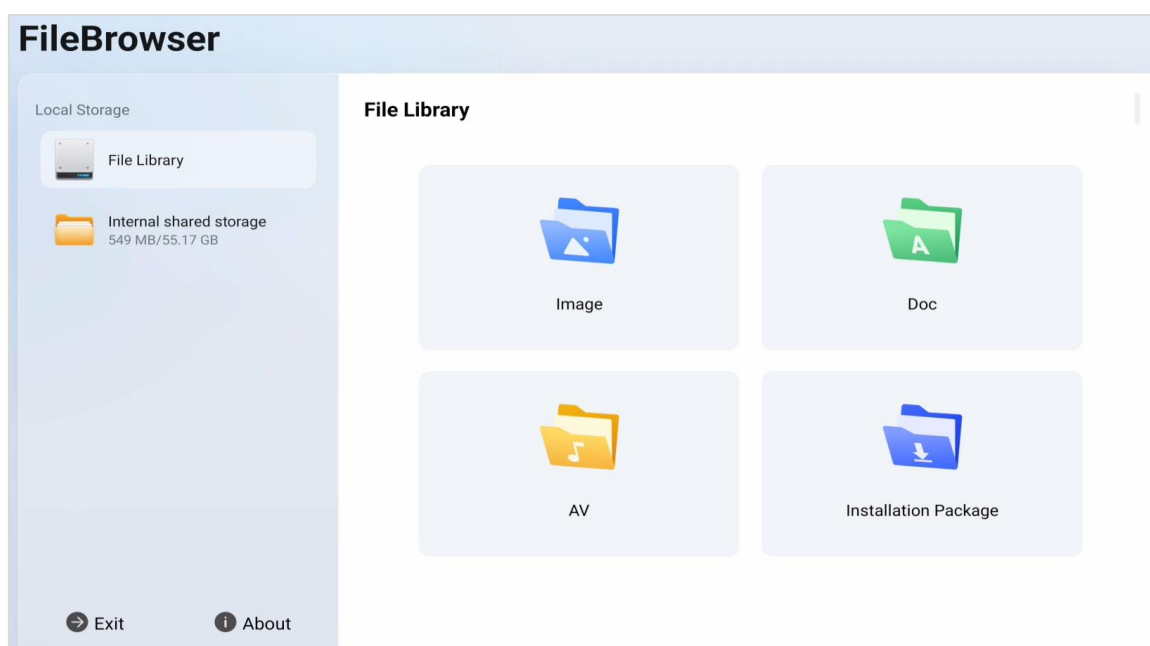 FileBrowser
Local Storage
File Library
Internal shared storage
549 MB/55.17 GB
Exit
About
File Library
Image
Doc
A
AV
Installation Package